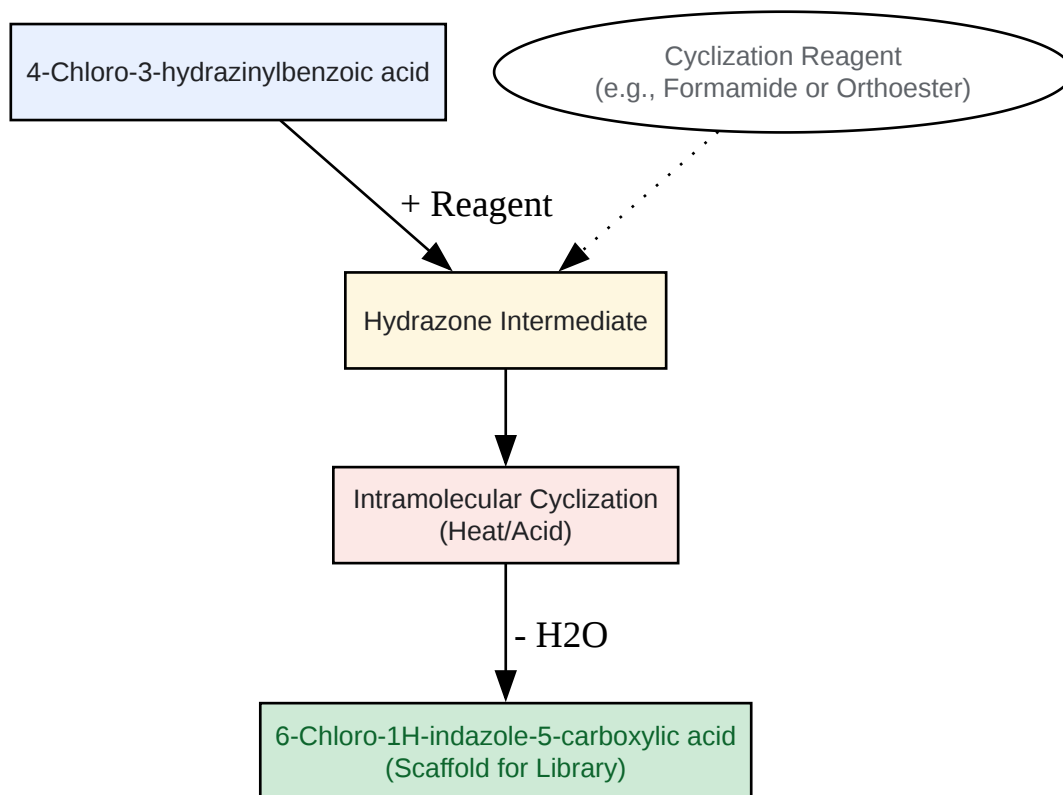 4-Chloro-3-hydrazinylbenzoic acid
Cyclization Reagent
(e.g., Formamide or Orthoester)
+ Reagent
Hydrazone Intermediate
Intramolecular Cyclization
(Heat/Acid)
- H2O
6-Chloro-1H-indazole-5-carboxylic acid
(Scaffold for Library)